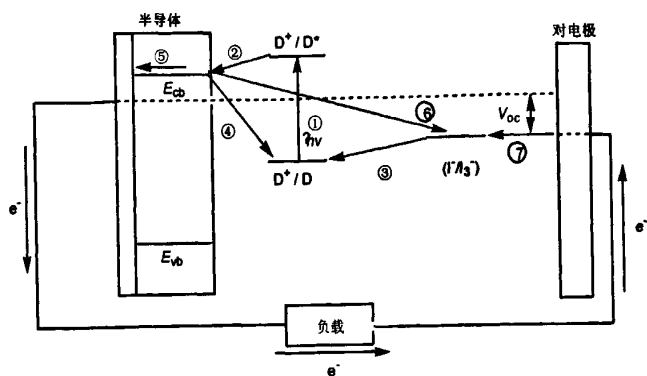 半导体
对电极
D⁺/D*
②
⑤
E_cb
V_oc
⑥
①
hν
④
⑦
③
D⁺/D
(I⁻/I₃⁻)
e⁻
e⁻
E_vb
负载
e⁻